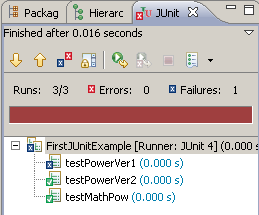 Packag Hierarc JUnit
Finished after 0.016 seconds
Runs: 3/3 Errors: 0 Failures: 1
FirstJUnitExample [Runner: JUnit 4] (0.000 s)
testPowerVer1 (0.000 s)
testPowerVer2 (0.000 s)
testMathPow (0.000 s)